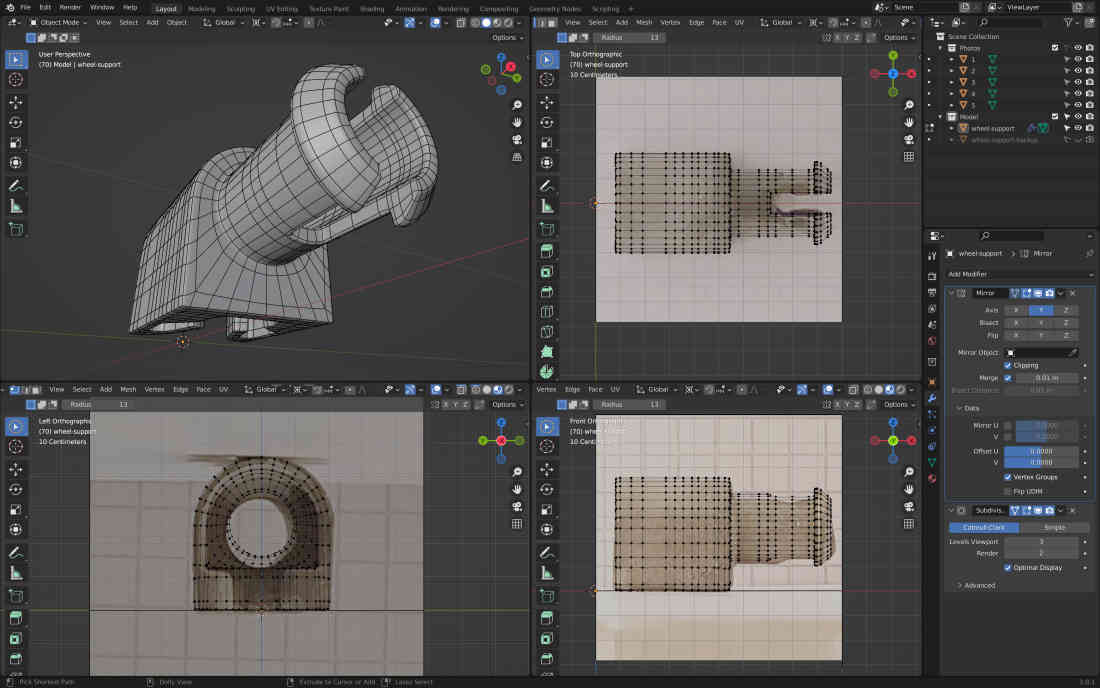 File Edit Render Window Help Layout Modeling Sculpting UV Editing Texture Paint Shading Animation Rendering Compositing Geometry Nodes Scripting + Scene ViewLayer
Object Mode View Select Add Object Global
Options
User Perspective
(70) Model | wheel-support
View Select Add Mesh Vertex Edge Face UV Global
Radius 13 X Y Z Options
Top Orthographic
(70) wheel-support
10 Centimeters
View Select Add Mesh Vertex Edge Face UV Global
Radius 13 X Y Z Options
Left Orthographic
(70) wheel-support
10 Centimeters
Vertex Edge Face UV Global
Radius 13 X Y Z Options
Front Orthographic
(70) wheel-support
10 Centimeters
Scene Collection
Photos
1
2
3
4
5
Model
wheel-support
wheel-support-backup
wheel-support > Mirror
Add Modifier
Mirror
Axis X Y Z
Bisect X Y Z
Flip X Y Z
Mirror Object
Clipping
Merge 0.01 m
Bisect Distance
Data
Mirror U 0.0000
V 0.0000
Offset U 0.0000
V 0.0000
Vertex Groups
Flip UDIM
Subdivis..
Catmull-Clark Simple
Levels Viewport 3
Render 2
Optimal Display
Advanced
Pick Shortest Path Dolly View Extrude to Cursor or Add Lasso Select 3.0.1